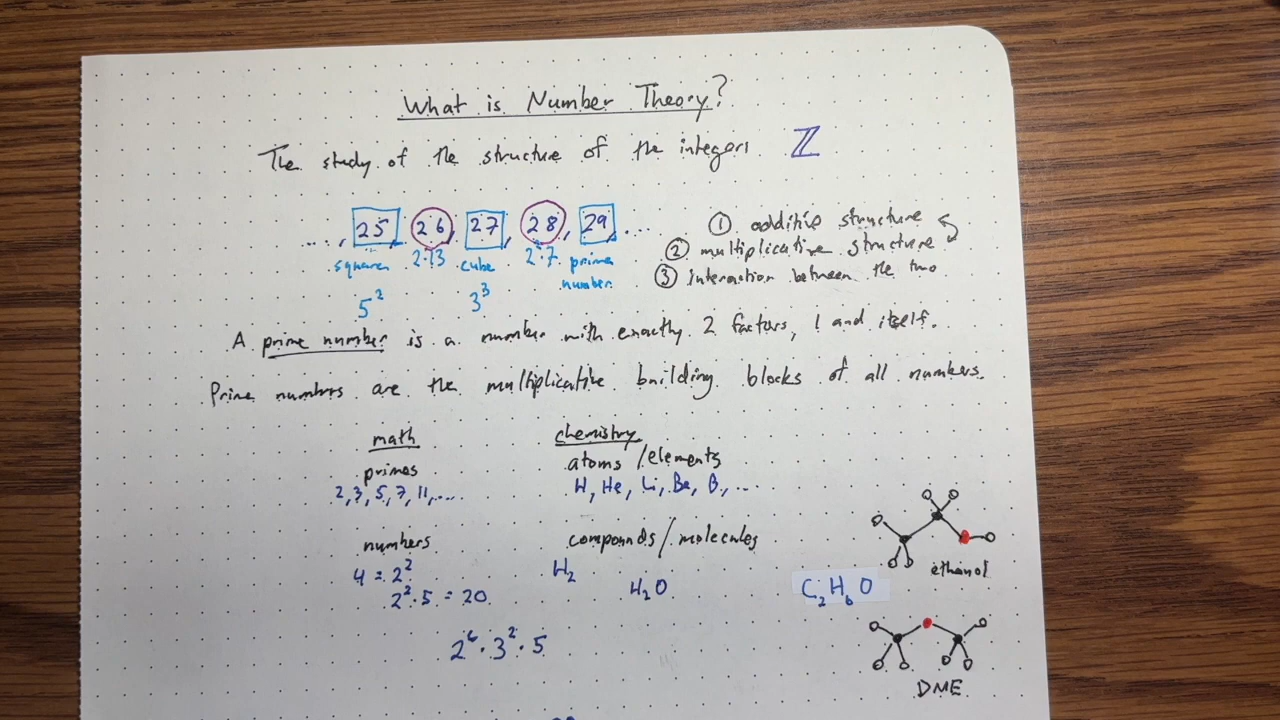 What is Number Theory?
The study of the structure of the integers ℤ
..., 25, 26, 27, 28, 29 ...
square 2·13 cube 2²·7 prime number
5² 3³
① additive structure
② multiplicative structure
③ interaction between the two
A prime number is a number with exactly 2 factors, 1 and itself.
Prime numbers are the multiplicative building blocks of all numbers.
math
primes
2, 3, 5, 7, 11, ...
numbers
4 = 2²
2²·5 = 20
2⁶·3²·5
chemistry
atoms/elements
H, He, Li, Be, B, ...
compounds/molecules
H₂
H₂O
C₂H₆O
ethanol
DME